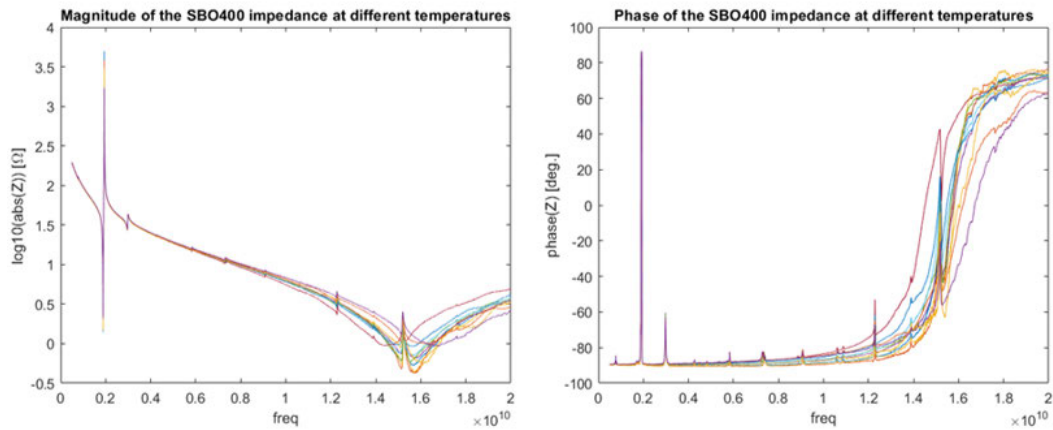 Magnitude of the SBO400 impedance at different temperatures
log10(abs(Z)) [Ω]
4
3.5
3
2.5
2
1.5
1
0.5
0
-0.5
0 0.2 0.4 0.6 0.8 1 1.2 1.4 1.6 1.8 2
freq
×10^10
Phase of the SBO400 impedance at different temperatures
phase(Z) [deg.]
100
80
60
40
20
0
-20
-40
-60
-80
-100
0 0.2 0.4 0.6 0.8 1 1.2 1.4 1.6 1.8 2
freq
×10^10